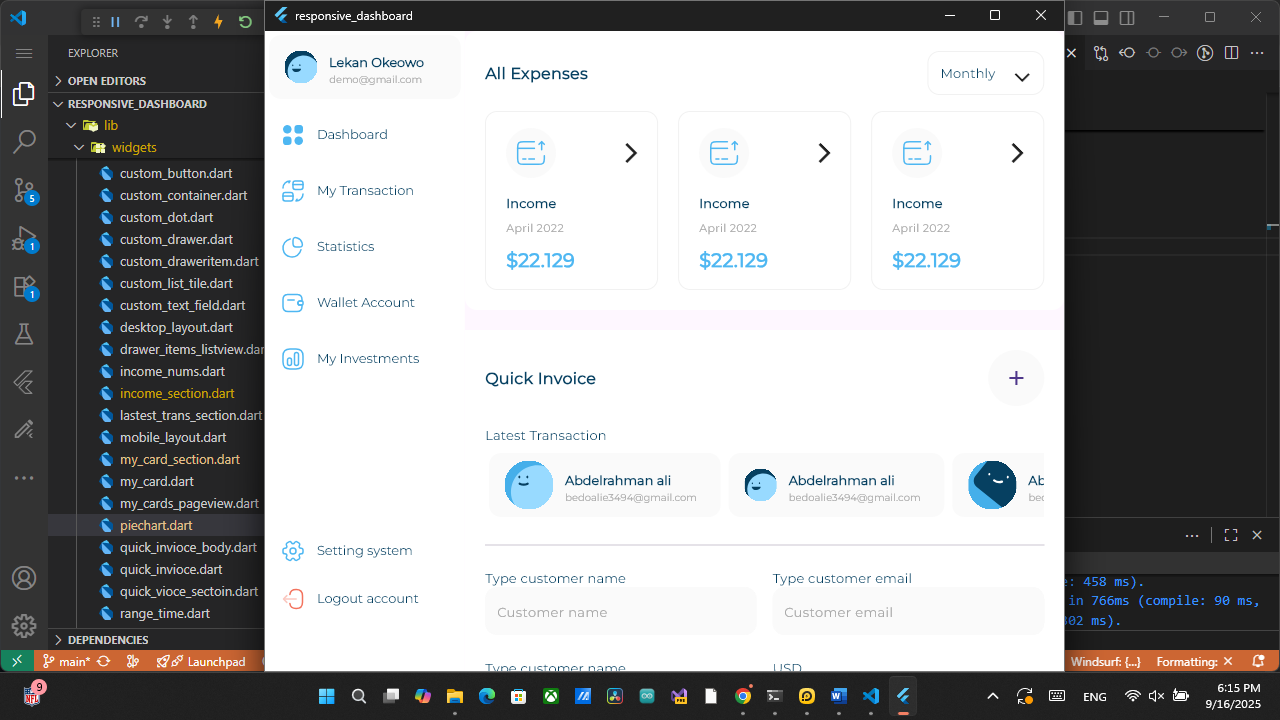 responsive_dashboard
EXPLORER
OPEN EDITORS
RESPONSIVE_DASHBOARD
lib
widgets
custom_button.dart
custom_container.dart
custom_dot.dart
custom_drawer.dart
custom_draweritem.dart
custom_list_tile.dart
custom_text_field.dart
desktop_layout.dart
drawer_items_listview.dar
income_nums.dart
income_section.dart
lastest_trans_section.dart
mobile_layout.dart
my_card_section.dart
my_card.dart
my_cards_pageview.dart
piechart.dart
quick_invioce_body.dart
quick_invioce.dart
quick_vioce_sectoin.dart
range_time.dart
DEPENDENCIES
5
1
1
main*
Launchpad
Lekan Okeowo
demo@gmail.com
Dashboard
My Transaction
Statistics
Wallet Account
My Investments
Setting system
Logout account
All Expenses
Monthly
Income
April 2022
$22.129
Income
April 2022
$22.129
Income
April 2022
$22.129
Quick Invoice
+
Latest Transaction
Abdelrahman ali
bedoalie3494@gmail.com
Abdelrahman ali
bedoalie3494@gmail.com
Ab
bed
Type customer name
Type customer email
Customer name
Customer email
Type customer name
USD
e: 458 ms).
in 766ms (compile: 90 ms,
302 ms).
Windsurf: {...}
Formatting: ✕
9
ENG
6:15 PM
9/16/2025